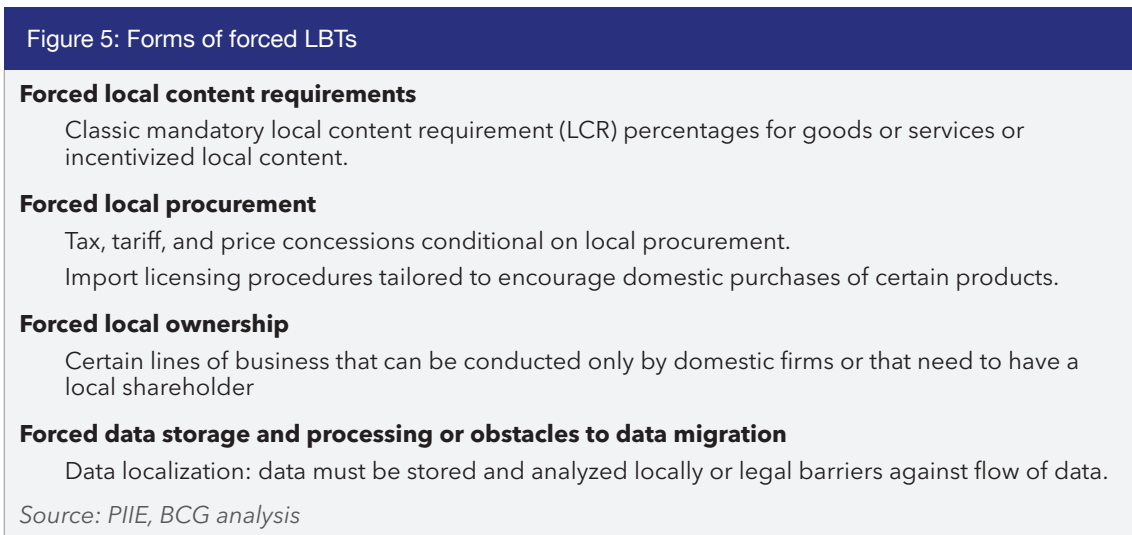 Figure 5: Forms of forced LBTs
Forced local content requirements
Classic mandatory local content requirement (LCR) percentages for goods or services or
incentivized local content.
Forced local procurement
Tax, tariff, and price concessions conditional on local procurement.
Import licensing procedures tailored to encourage domestic purchases of certain products.
Forced local ownership
Certain lines of business that can be conducted only by domestic firms or that need to have a
local shareholder
Forced data storage and processing or obstacles to data migration
Data localization: data must be stored and analyzed locally or legal barriers against flow of data.
Source: PIIE, BCG analysis